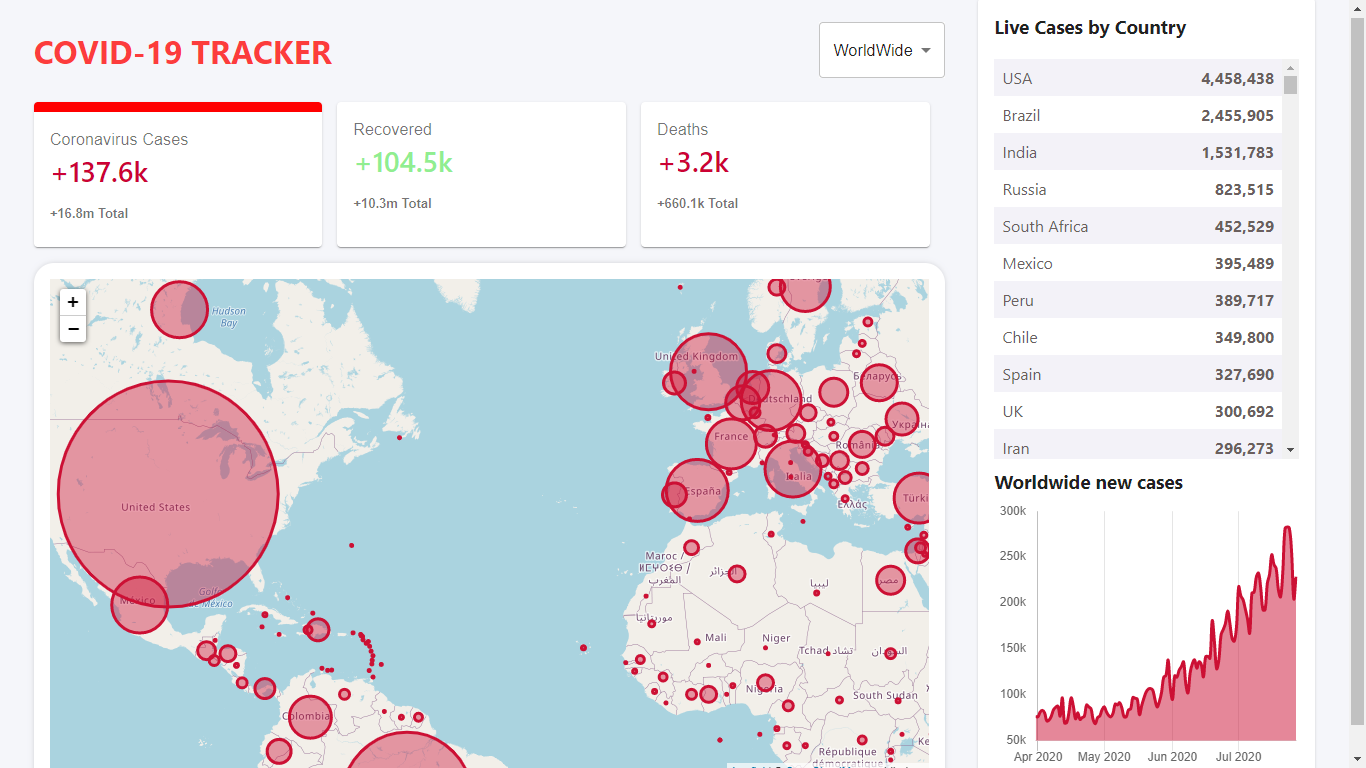 COVID-19 TRACKER
WorldWide
Coronavirus Cases
+137.6k
+16.8m Total
Recovered
+104.5k
+10.3m Total
Deaths
+3.2k
+660.1k Total
+
−
Hudson
Bay
United Kingdom
Беларусь
Deutschland
Україна
France
România
Italia
España
Ελλάς
Türki
United States
Maroc /
ⵍⵎⵖⵔⵉⴱ /
المغرب
الجزائر
ليبيا
مصر
México
Golfo
de México
موريتانيا
Mali
Niger
Tchad تشاد
السودان
Nigeria
South Sudan
Colombia
République
démocratique
Ke
Live Cases by Country
USA 4,458,438
Brazil 2,455,905
India 1,531,783
Russia 823,515
South Africa 452,529
Mexico 395,489
Peru 389,717
Chile 349,800
Spain 327,690
UK 300,692
Iran 296,273
Worldwide new cases
300k
250k
200k
150k
100k
50k
Apr 2020 May 2020 Jun 2020 Jul 2020